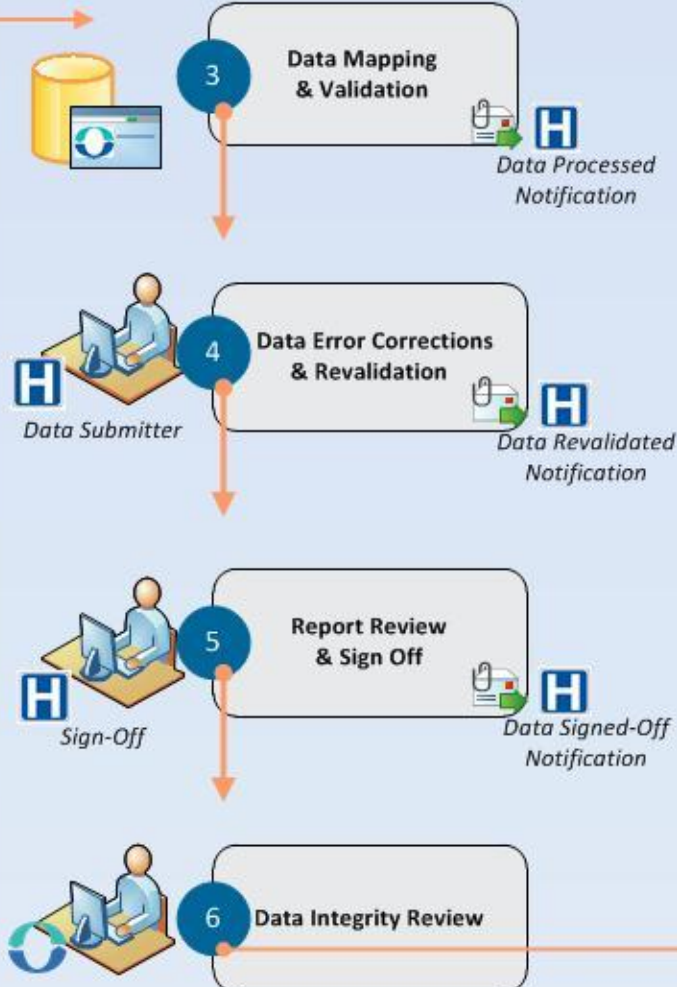 3
Data Mapping
& Validation
H
Data Processed
Notification
4
Data Error Corrections
& Revalidation
H
Data Submitter
H
Data Revalidated
Notification
5
Report Review
& Sign Off
H
Sign-Off
H
Data Signed-Off
Notification
6
Data Integrity Review